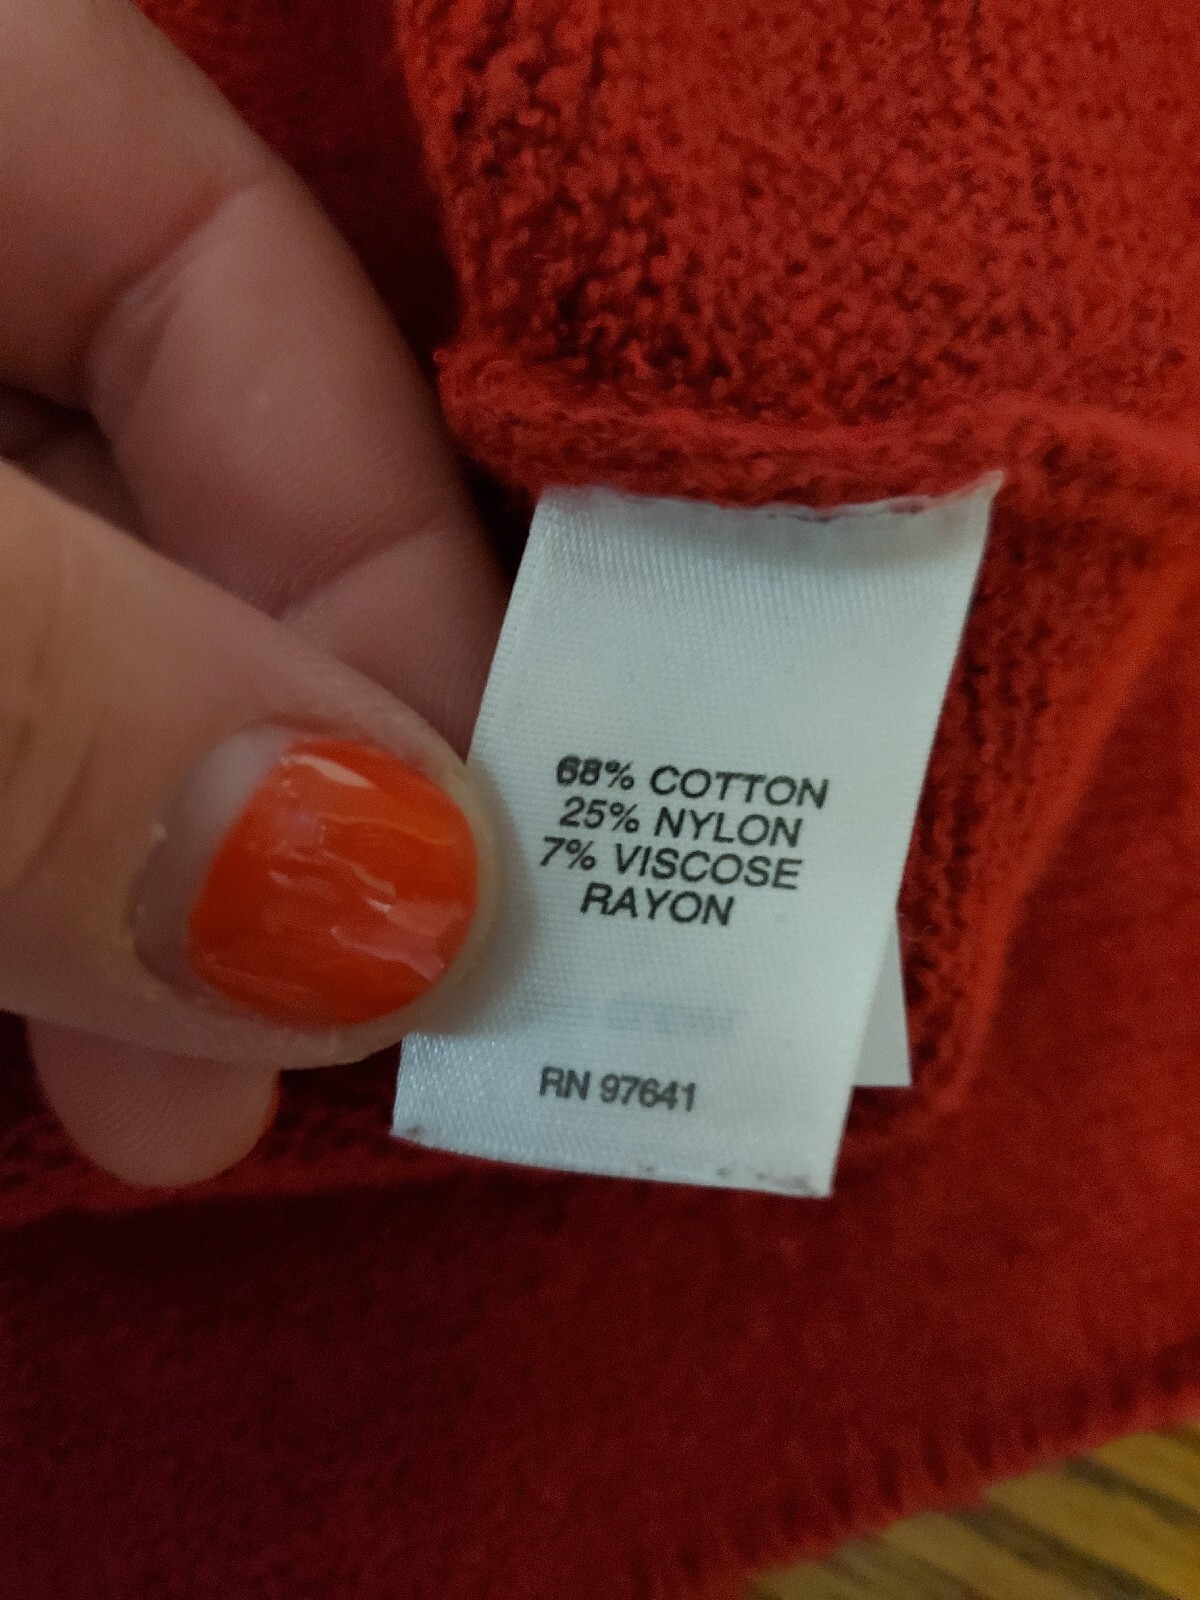 68% COTTON
25% NYLON
7% VISCOSE
RAYON
RN 97641